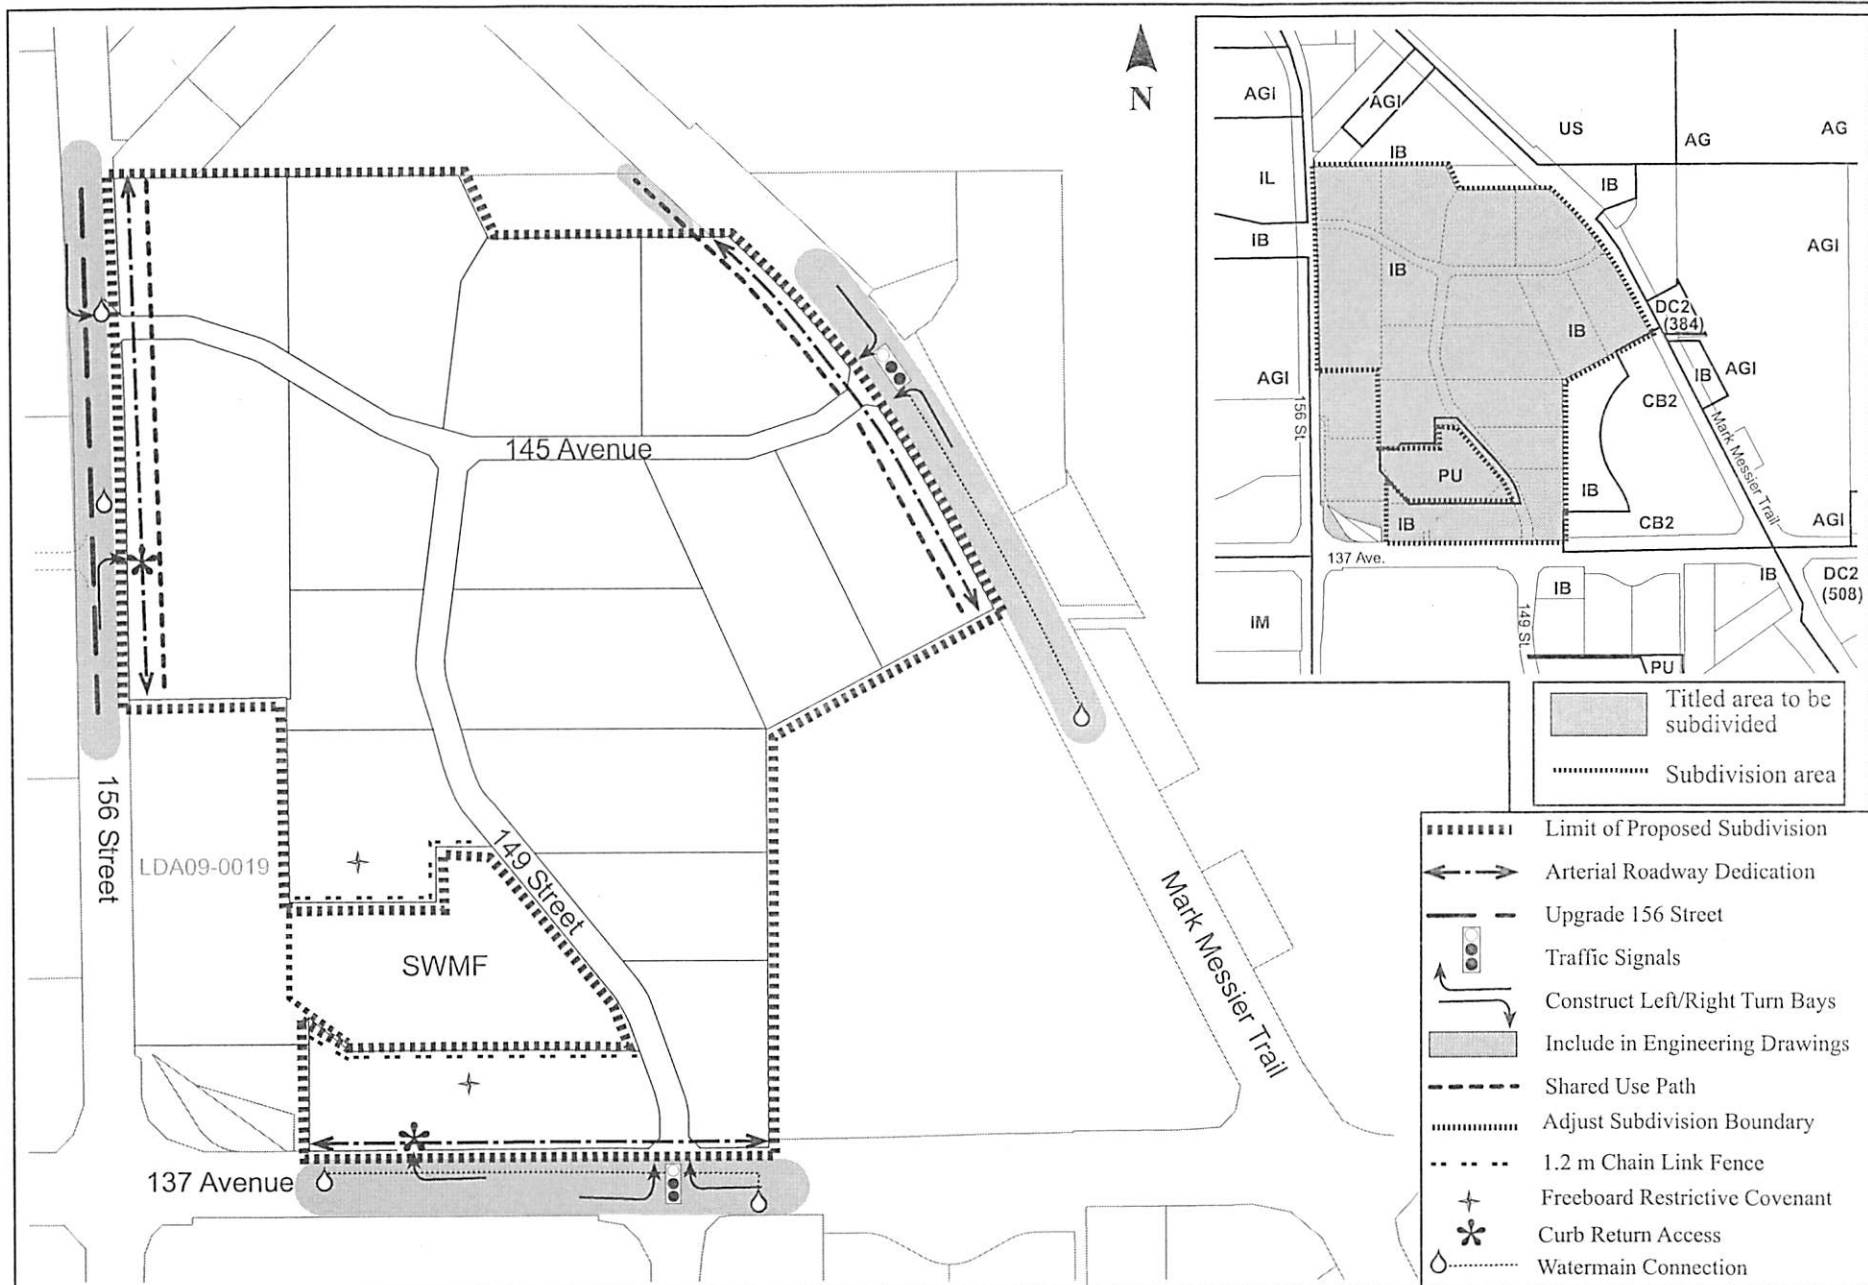 N
145 Avenue
156 Street
LDA09-0019
149 Street
SWMF
Mark Messier Trail
137 Avenue
AGI
AGI
US
AG
AG
IB
IL
IB
IB
IB
AGI
DC2
(384)
IB
AGI
IB
AGI
CB2
156 St.
Mark Messier Trail
PU
IB
IB
CB2
AGI
137 Ave.
IB
IB
DC2
(508)
IM
149 St.
PU
Titled area to be
subdivided
Subdivision area
Limit of Proposed Subdivision
Arterial Roadway Dedication
Upgrade 156 Street
Traffic Signals
Construct Left/Right Turn Bays
Include in Engineering Drawings
Shared Use Path
Adjust Subdivision Boundary
1.2 m Chain Link Fence
Freeboard Restrictive Covenant
Curb Return Access
Watermain Connection